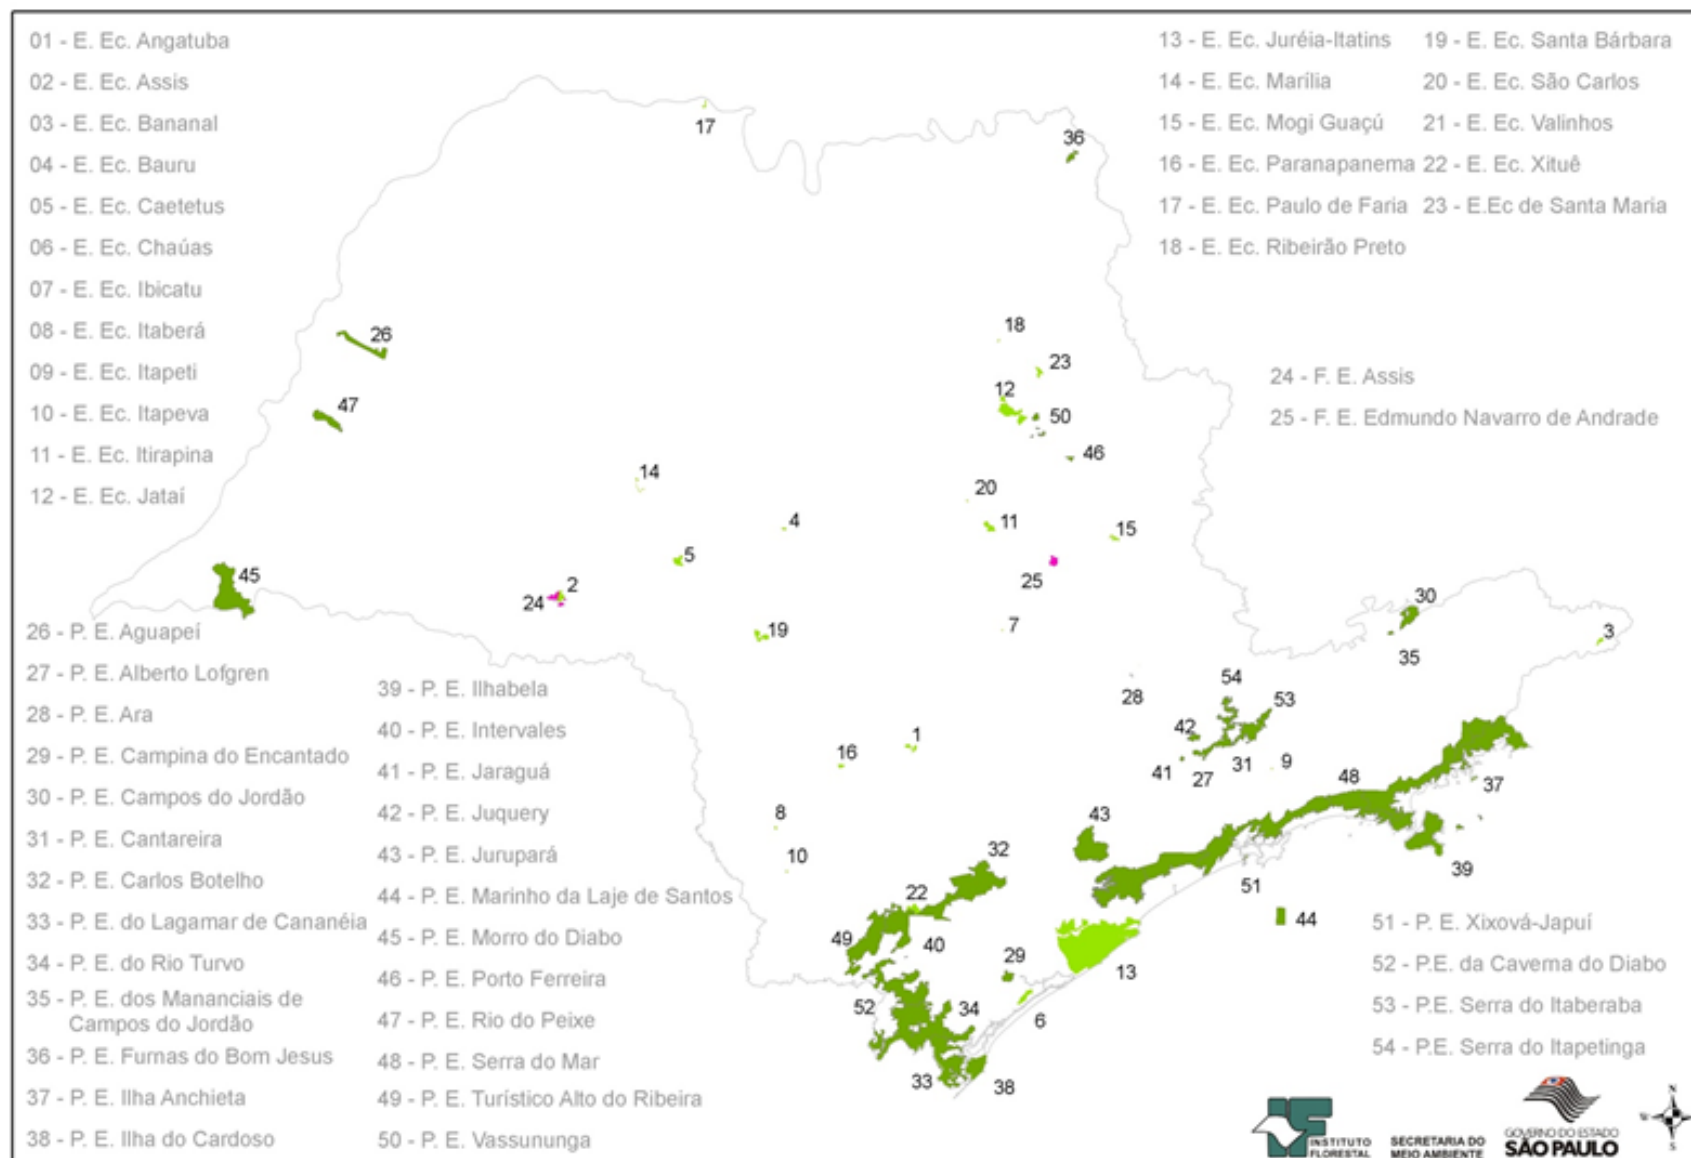 01 - E. Ec. Angatuba
02 - E. Ec. Assis
03 - E. Ec. Bananal
04 - E. Ec. Bauru
05 - E. Ec. Caetetus
06 - E. Ec. Chaúas
07 - E. Ec. Ibicatu
08 - E. Ec. Itaberá
09 - E. Ec. Itapeti
10 - E. Ec. Itapeva
11 - E. Ec. Itirapina
12 - E. Ec. Jataí
13 - E. Ec. Juréia-Itatins
14 - E. Ec. Marília
15 - E. Ec. Mogi Guaçú
16 - E. Ec. Paranapanema
17 - E. Ec. Paulo de Faria
18 - E. Ec. Ribeirão Preto
19 - E. Ec. Santa Bárbara
20 - E. Ec. São Carlos
21 - E. Ec. Valinhos
22 - E. Ec. Xituê
23 - E.Ec de Santa Maria
24 - F. E. Assis
25 - F. E. Edmundo Navarro de Andrade
17
36
26
18
23
47
12
50
46
14
20
4
11
15
5
25
45
2
24
30
7
19
3
35
54
28
53
42
1
16
41
27
31
9
48
37
8
43
10
32
39
51
22
44
49
40
29
13
52
34
6
33
38
26 - P. E. Aguapeí
27 - P. E. Alberto Lofgren
28 - P. E. Ara
29 - P. E. Campina do Encantado
30 - P. E. Campos do Jordão
31 - P. E. Cantareira
32 - P. E. Carlos Botelho
33 - P. E. do Lagamar de Cananéia
34 - P. E. do Rio Turvo
35 - P. E. dos Mananciais de
Campos do Jordão
36 - P. E. Furnas do Bom Jesus
37 - P. E. Ilha Anchieta
38 - P. E. Ilha do Cardoso
39 - P. E. Ilhabela
40 - P. E. Intervales
41 - P. E. Jaraguá
42 - P. E. Juquery
43 - P. E. Jurupará
44 - P. E. Marinho da Laje de Santos
45 - P. E. Morro do Diabo
46 - P. E. Porto Ferreira
47 - P. E. Rio do Peixe
48 - P. E. Serra do Mar
49 - P. E. Turístico Alto do Ribeira
50 - P. E. Vassununga
51 - P. E. Xixová-Japuí
52 - P.E. da Caverna do Diabo
53 - P.E. Serra do Itaberaba
54 - P.E. Serra do Itapetinga
INSTITUTO
FLORESTAL
SECRETARIA DO
MEIO AMBIENTE
GOVERNO DO ESTADO
SÃO PAULO
N
W
S